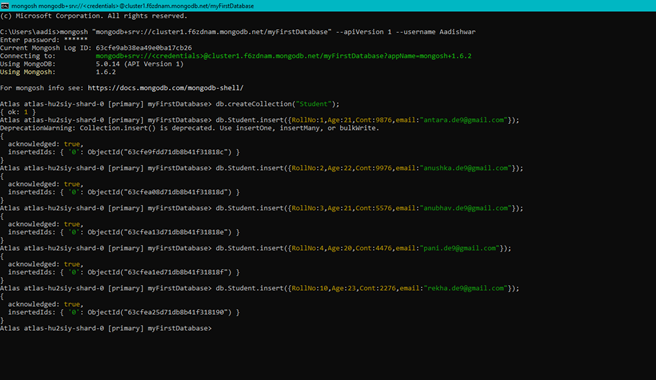 mongosh mongodb+srv://<credentials>@cluster1.f6zdnam.mongodb.net/myFirstDatabase
(c) Microsoft Corporation. All rights reserved.
C:\Users\aadis>mongosh "mongodb+srv://cluster1.f6zdnam.mongodb.net/myFirstDatabase" --apiVersion 1 --username Aadishwar
Enter password: ******
Current Mongosh Log ID: 63cfe9ab38ea49e0ba17cb26
Connecting to: mongodb+srv://<credentials>@cluster1.f6zdnam.mongodb.net/myFirstDatabase?appName=mongosh+1.6.2
Using MongoDB: 5.0.14 (API Version 1)
Using Mongosh: 1.6.2
For mongosh info see: https://docs.mongodb.com/mongodb-shell/
Atlas atlas-hu2siy-shard-0 [primary] myFirstDatabase> db.createCollection("Student");
{ ok: 1 }
Atlas atlas-hu2siy-shard-0 [primary] myFirstDatabase> db.Student.insert({RollNo:1,Age:21,Cont:9876,email:"antara.de9@gmail.com"});
DeprecationWarning: Collection.insert() is deprecated. Use insertOne, insertMany, or bulkWrite.
{
acknowledged: true,
insertedIds: { '0': ObjectId("63cfe9fdd71db8b41f31818c") }
}
Atlas atlas-hu2siy-shard-0 [primary] myFirstDatabase> db.Student.insert({RollNo:2,Age:22,Cont:9976,email:"anushka.de9@gmail.com"});
{
acknowledged: true,
insertedIds: { '0': ObjectId("63cfea08d71db8b41f31818d") }
}
Atlas atlas-hu2siy-shard-0 [primary] myFirstDatabase> db.Student.insert({RollNo:3,Age:21,Cont:5576,email:"anubhav.de9@gmail.com"});
{
acknowledged: true,
insertedIds: { '0': ObjectId("63cfea13d71db8b41f31818e") }
}
Atlas atlas-hu2siy-shard-0 [primary] myFirstDatabase> db.Student.insert({RollNo:4,Age:20,Cont:4476,email:"pani.de9@gmail.com"});
{
acknowledged: true,
insertedIds: { '0': ObjectId("63cfea1ed71db8b41f31818f") }
}
Atlas atlas-hu2siy-shard-0 [primary] myFirstDatabase> db.Student.insert({RollNo:10,Age:23,Cont:2276,email:"rekha.de9@gmail.com"});
{
acknowledged: true,
insertedIds: { '0': ObjectId("63cfea25d71db8b41f318190") }
}
Atlas atlas-hu2siy-shard-0 [primary] myFirstDatabase>